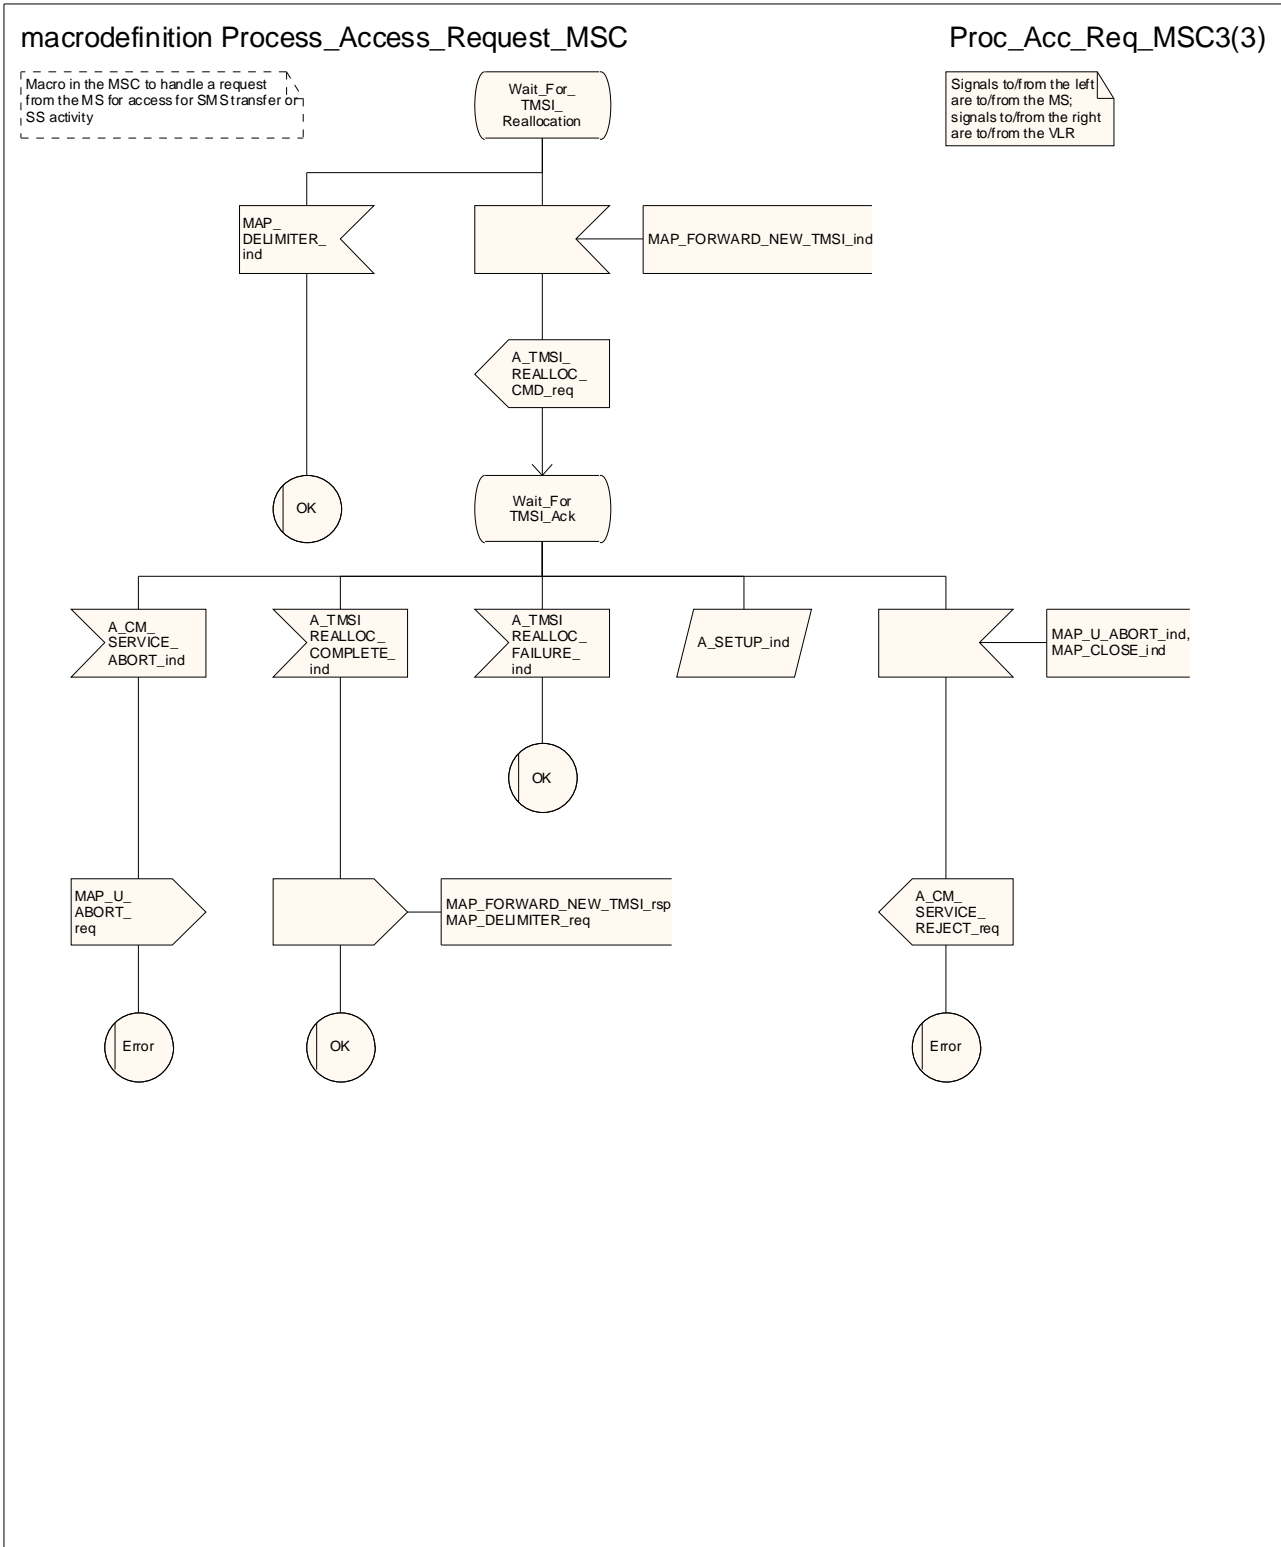 macrodefinition Process_Access_Request_MSC
Proc_Acc_Req_MSC3(3)
Macro in the MSC to handle a request
from the MS for access for SMS transfer or
SS activity
Wait_For_
TMSI_
Reallocation
Signals to/from the left
are to/from the MS;
signals to/from the right
are to/from the VLR
MAP_
DELIMITER_
ind
MAP_FORWARD_NEW_TMSI_ind
A_TMSI_
REALLOC_
CMD_req
OK
Wait_For
TMSI_Ack
A_CM_
SERVICE_
ABORT_ind
A_TMSI
REALLOC_
COMPLETE_
ind
A_TMSI
REALLOC_
FAILURE_
ind
A_SETUP_ind
MAP_U_ABORT_ind,
MAP_CLOSE_ind
OK
MAP_U_
ABORT_
req
MAP_FORWARD_NEW_TMSI_rsp
MAP_DELIMITER_req
A_CM_
SERVICE_
REJECT_req
Error
OK
Error